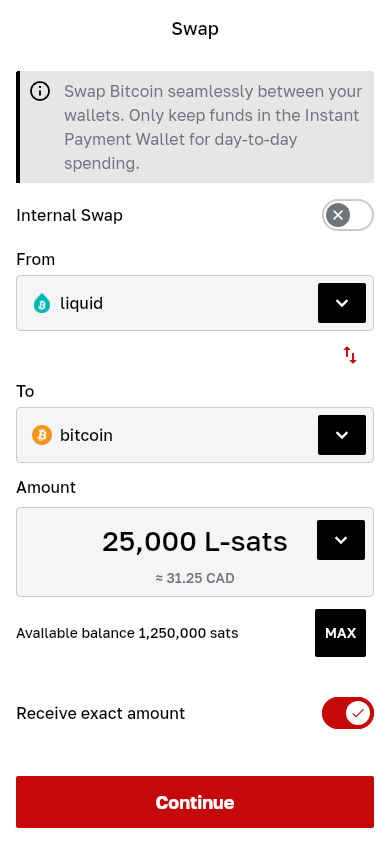 Swap
Swap Bitcoin seamlessly between your
wallets. Only keep funds in the Instant
Payment Wallet for day-to-day
spending.
Internal Swap
From
liquid
To
bitcoin
Amount
25,000 L-sats
≈ 31.25 CAD
Available balance 1,250,000 sats
MAX
Receive exact amount
Continue